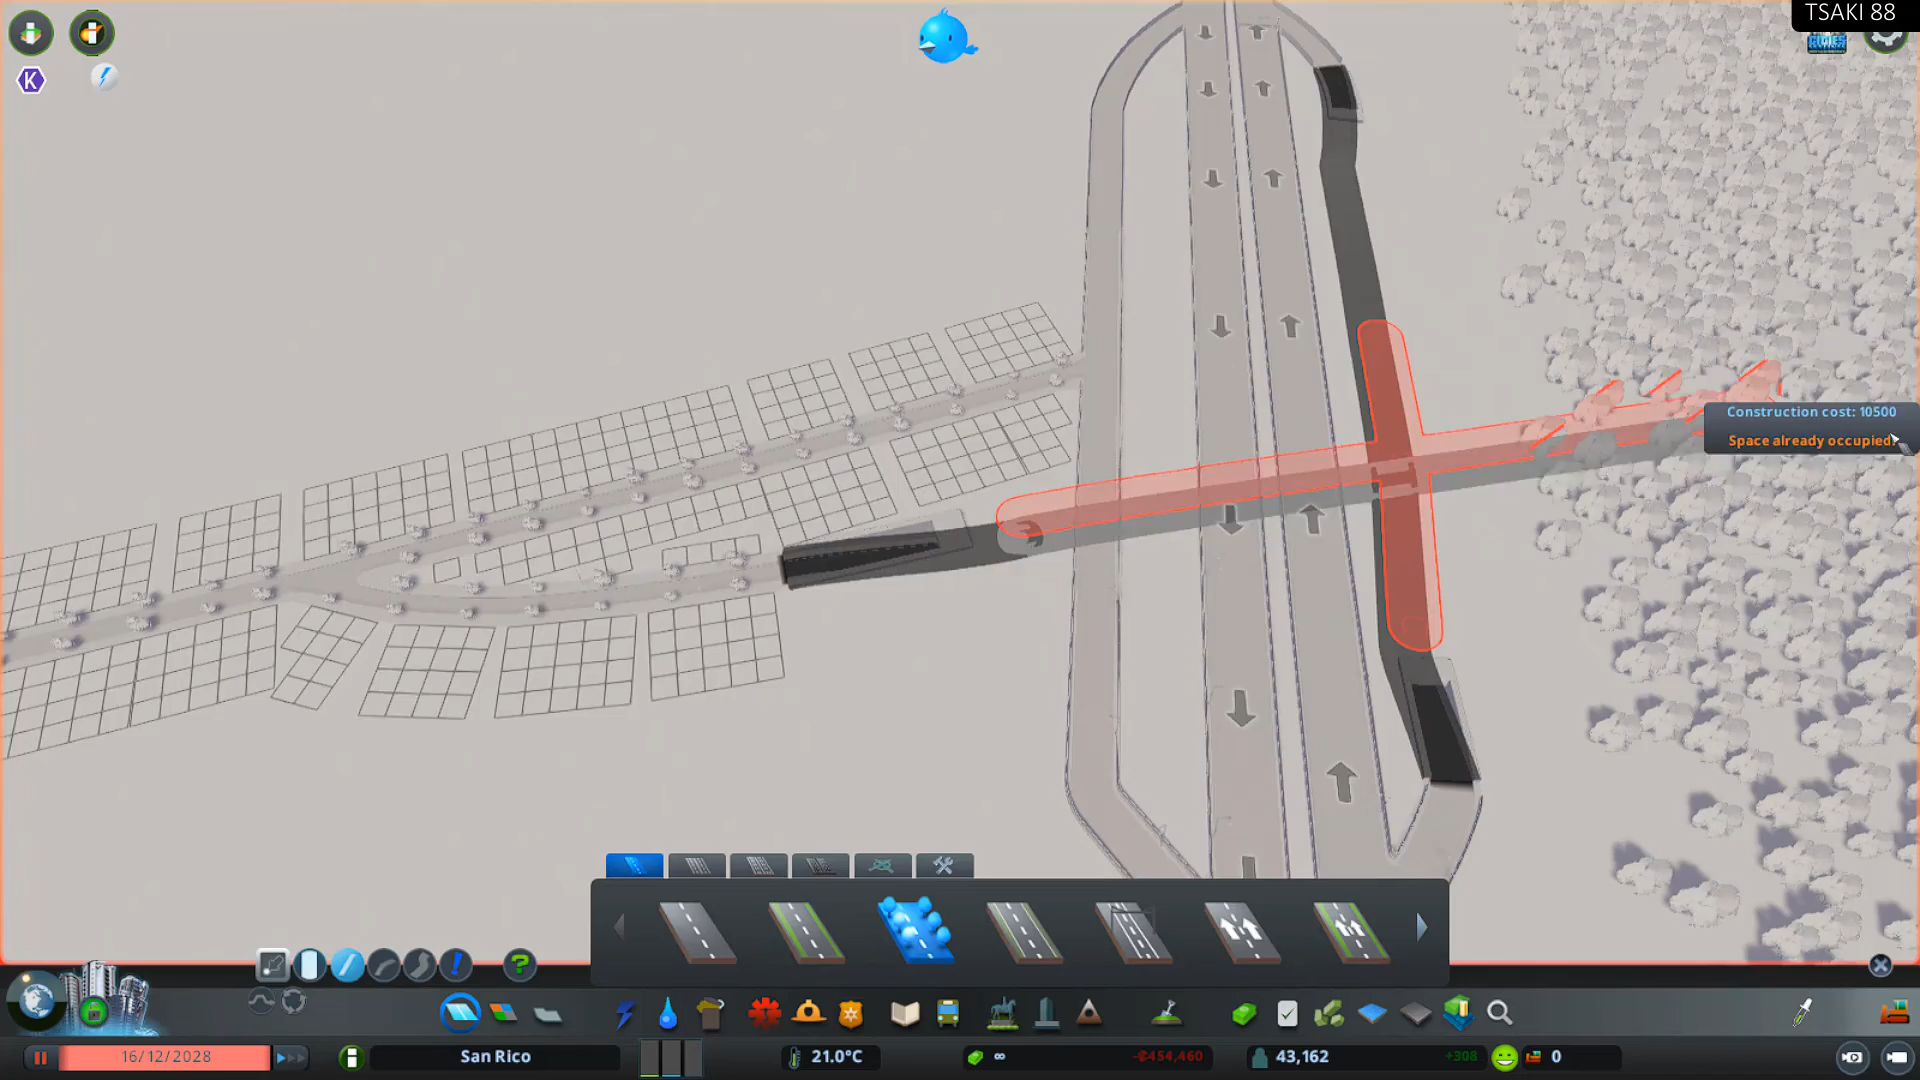 TSAKI 88
CITIES
K
Construction cost: 10500
Space already occupied!
16/12/2028
San Rico
21.0°C
∞
-₡454,460
43,162
+308
0